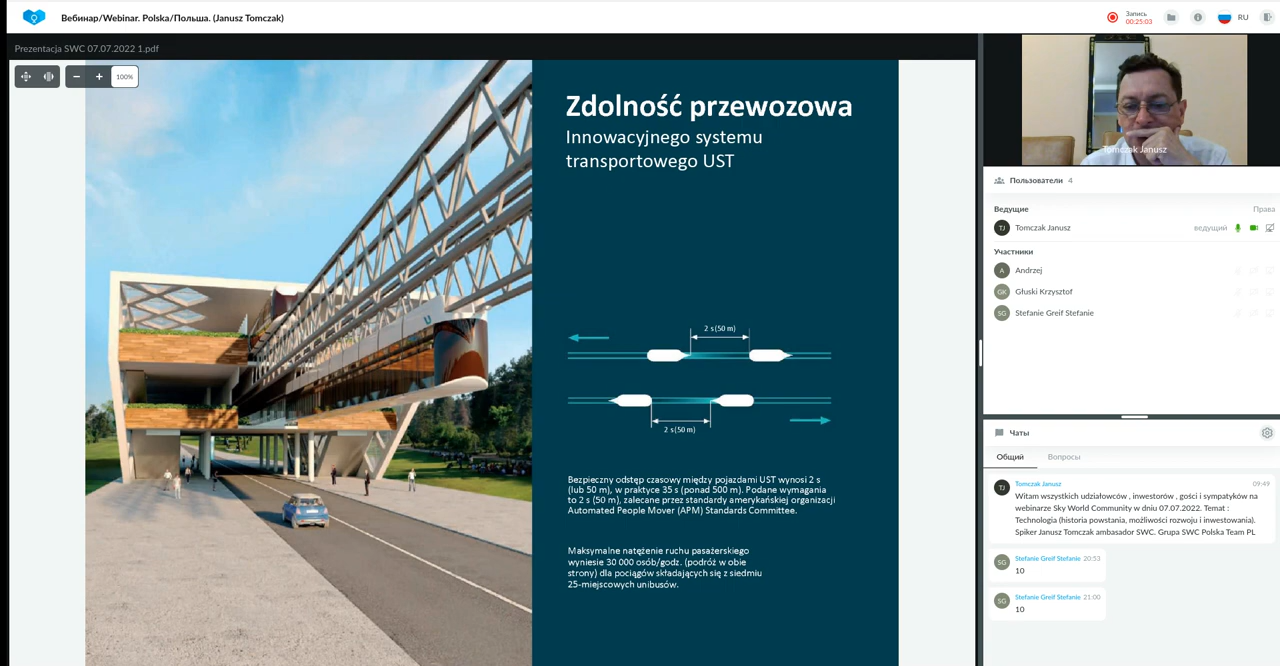 Вебинар/Webinar. Polska/Польша. (Janusz Tomczak)
Запись
00:25:03
RU
Prezentacja SWC 07.07.2022 1.pdf
100%
Zdolność przewozowa
Innowacyjnego systemu
transportowego UST
2 s (50 m)
2 s (50 m)
Bezpieczny odstęp czasowy między pojazdami UST wynosi 2 s
(lub 50 m), w praktyce 35 s (ponad 500 m). Podane wymagania
to 2 s (50 m), zalecane przez standardy amerykańskiej organizacji
Automated People Mover (APM) Standards Committee.
Maksymalne natężenie ruchu pasażerskiego
wyniesie 30 000 osób/godz. (podróż w obie
strony) dla pociągów składających się z siedmiu
25-miejscowych unibusów.
Tomczak Janusz
Пользователи 4
Ведущие Права
TJ Tomczak Janusz ведущий
Участники
A Andrzej
GK Głuski Krzysztof
SG Stefanie Greif Stefanie
Чаты
Общий Вопросы
TJ Tomczak Janusz 09:49
Witam wszystkich udziałowców , inwestorów , gości i sympatyków na
webinarze Sky World Community w dniu 07.07.2022. Temat :
Technologia (historia powstania, możliwości rozwoju i inwestowania).
Spiker Janusz Tomczak ambasador SWC. Grupa SWC Polska Team PL
SG Stefanie Greif Stefanie 20:53
10
SG Stefanie Greif Stefanie 21:00
10